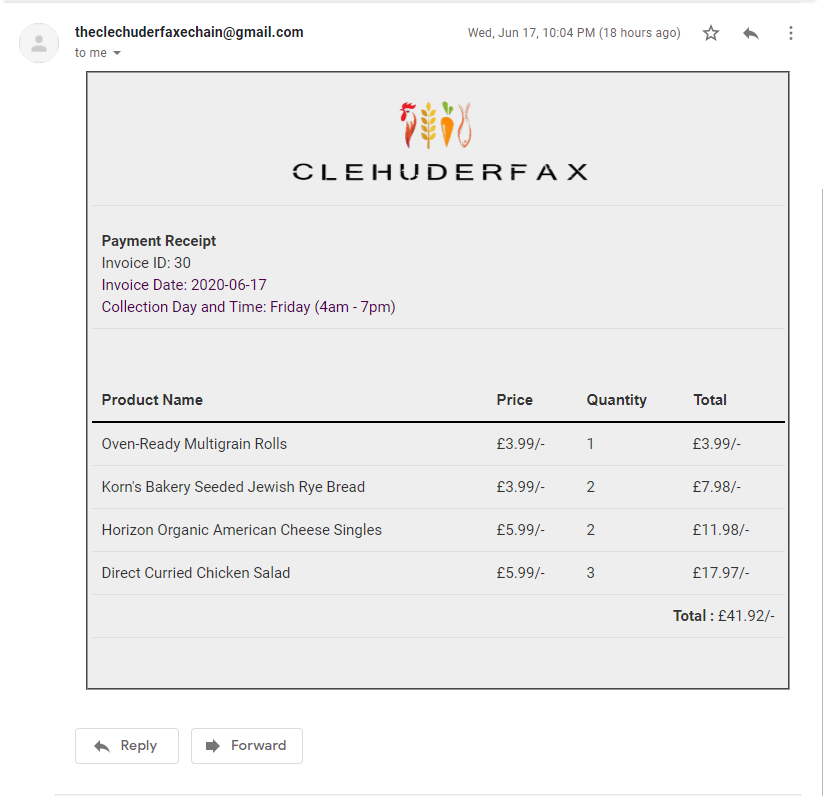 theclechuderfaxechain@gmail.com Wed, Jun 17, 10:04 PM (18 hours ago)
to me
CLEHUDERFAX
Payment Receipt
Invoice ID: 30
Invoice Date: 2020-06-17
Collection Day and Time: Friday (4am - 7pm)
Product Name Price Quantity Total
Oven-Ready Multigrain Rolls £3.99/- 1 £3.99/-
Korn's Bakery Seeded Jewish Rye Bread £3.99/- 2 £7.98/-
Horizon Organic American Cheese Singles £5.99/- 2 £11.98/-
Direct Curried Chicken Salad £5.99/- 3 £17.97/-
Total : £41.92/-
Reply Forward